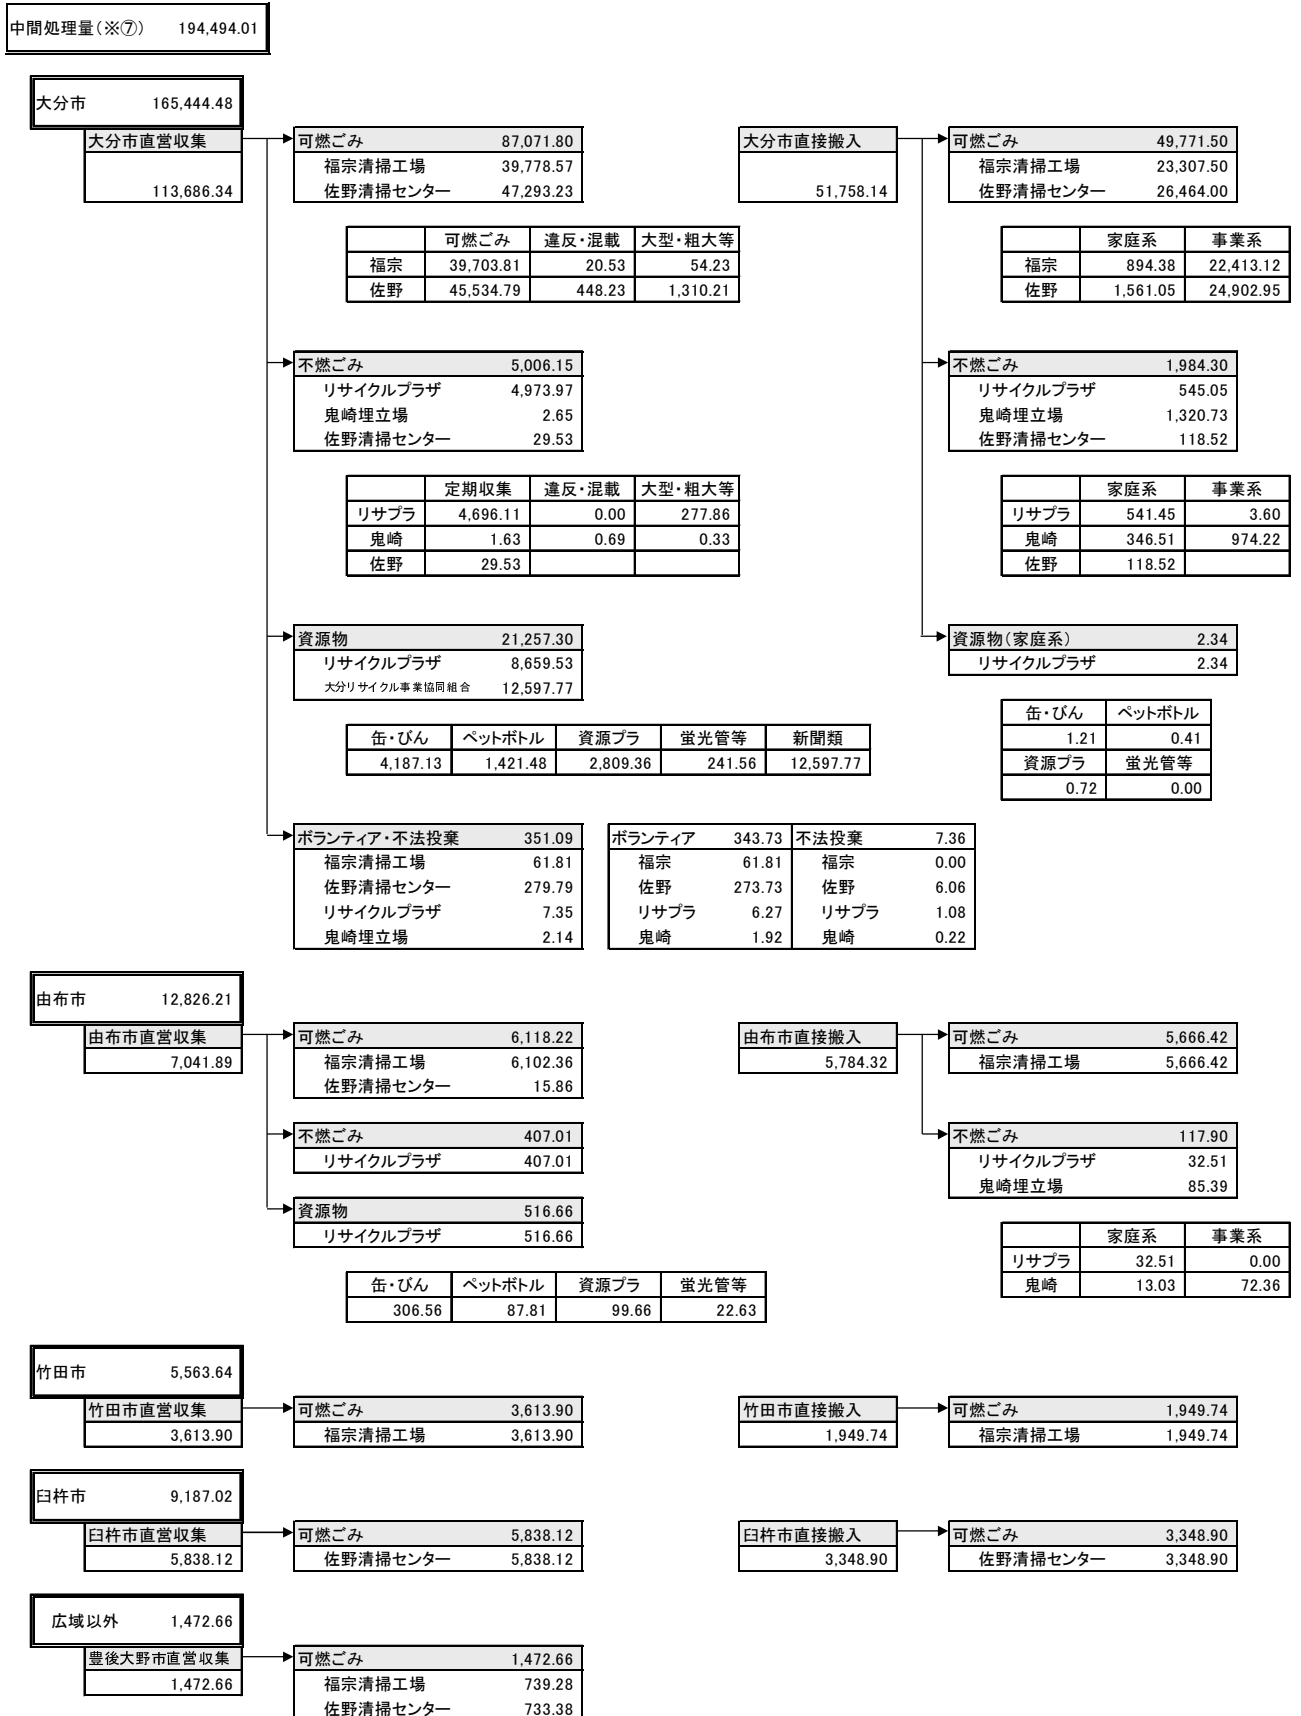 中間処理量(※⑦) 194,494.01
大分市 165,444.48
大分市直営収集 113,686.34
可燃ごみ 87,071.80
福宗清掃工場 39,778.57
佐野清掃センター 47,293.23
可燃ごみ 違反・混載 大型・粗大等
福宗 39,703.81 20.53 54.23
佐野 45,534.79 448.23 1,310.21
不燃ごみ 5,006.15
リサイクルプラザ 4,973.97
鬼崎埋立場 2.65
佐野清掃センター 29.53
定期収集 違反・混載 大型・粗大等
リサプラ 4,696.11 0.00 277.86
鬼崎 1.63 0.69 0.33
佐野 29.53
資源物 21,257.30
リサイクルプラザ 8,659.53
大分リサイクル事業協同組合 12,597.77
缶・びん ペットボトル 資源プラ 蛍光管等 新聞類
4,187.13 1,421.48 2,809.36 241.56 12,597.77
ボランティア・不法投棄 351.09
福宗清掃工場 61.81
佐野清掃センター 279.79
リサイクルプラザ 7.35
鬼崎埋立場 2.14
ボランティア 343.73 不法投棄 7.36
福宗 61.81 福宗 0.00
佐野 273.73 佐野 6.06
リサプラ 6.27 リサプラ 1.08
鬼崎 1.92 鬼崎 0.22
大分市直接搬入 51,758.14
可燃ごみ 49,771.50
福宗清掃工場 23,307.50
佐野清掃センター 26,464.00
家庭系 事業系
福宗 894.38 22,413.12
佐野 1,561.05 24,902.95
不燃ごみ 1,984.30
リサイクルプラザ 545.05
鬼崎埋立場 1,320.73
佐野清掃センター 118.52
家庭系 事業系
リサプラ 541.45 3.60
鬼崎 346.51 974.22
佐野 118.52
資源物(家庭系) 2.34
リサイクルプラザ 2.34
缶・びん ペットボトル
1.21 0.41
資源プラ 蛍光管等
0.72 0.00
由布市 12,826.21
由布市直営収集
7,041.89
可燃ごみ 6,118.22
福宗清掃工場 6,102.36
佐野清掃センター 15.86
不燃ごみ 407.01
リサイクルプラザ 407.01
資源物 516.66
リサイクルプラザ 516.66
缶・びん ペットボトル 資源プラ 蛍光管等
306.56 87.81 99.66 22.63
由布市直接搬入
5,784.32
可燃ごみ 5,666.42
福宗清掃工場 5,666.42
不燃ごみ 117.90
リサイクルプラザ 32.51
鬼崎埋立場 85.39
家庭系 事業系
リサプラ 32.51 0.00
鬼崎 13.03 72.36
竹田市 5,563.64
竹田市直営収集
3,613.90
可燃ごみ 3,613.90
福宗清掃工場 3,613.90
竹田市直接搬入
1,949.74
可燃ごみ 1,949.74
福宗清掃工場 1,949.74
臼杵市 9,187.02
臼杵市直営収集
5,838.12
可燃ごみ 5,838.12
佐野清掃センター 5,838.12
臼杵市直接搬入
3,348.90
可燃ごみ 3,348.90
佐野清掃センター 3,348.90
広域以外 1,472.66
豊後大野市直営収集
1,472.66
可燃ごみ 1,472.66
福宗清掃工場 739.28
佐野清掃センター 733.38